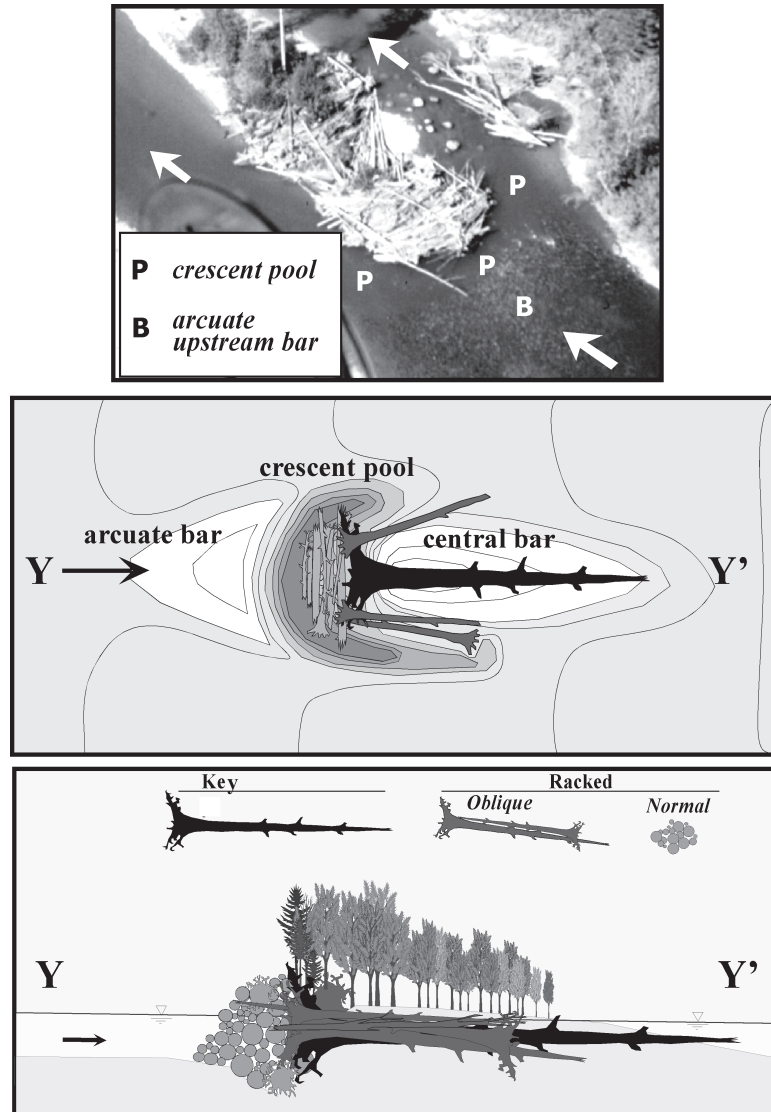 P
P
P
B
P crescent pool
B arcuate
upstream bar
crescent pool
arcuate bar
central bar
Y
Y’
Key
Racked
Oblique
Normal
Y
Y’